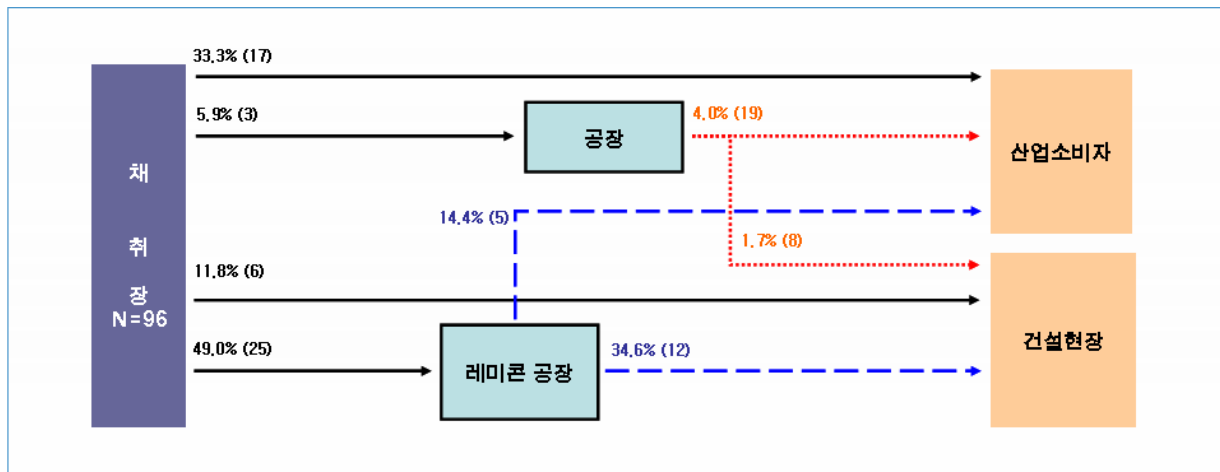 33.3% (17)
5.9% (3)
공장
4.0% (19)
산업소비자
채
취
장
N=96
14.4% (5)
1.7% (8)
11.8% (6)
49.0% (25)
레미콘 공장
34.6% (12)
건설현장